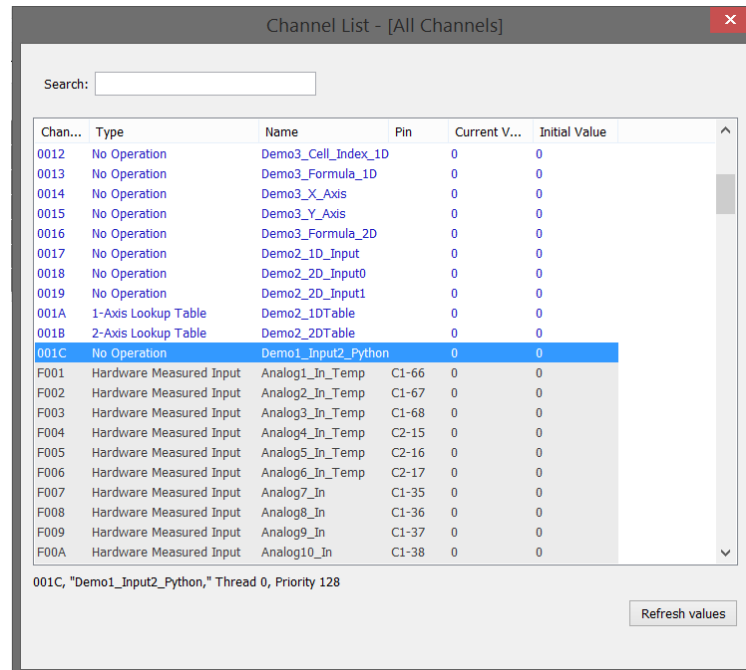 Channel List - [All Channels]
Search:
Chan... Type Name Pin Current V... Initial Value
0012 No Operation Demo3_Cell_Index_1D 0 0
0013 No Operation Demo3_Formula_1D 0 0
0014 No Operation Demo3_X_Axis 0 0
0015 No Operation Demo3_Y_Axis 0 0
0016 No Operation Demo3_Formula_2D 0 0
0017 No Operation Demo2_1D_Input 0 0
0018 No Operation Demo2_2D_Input0 0 0
0019 No Operation Demo2_2D_Input1 0 0
001A 1-Axis Lookup Table Demo2_1DTable 0 0
001B 2-Axis Lookup Table Demo2_2DTable 0 0
001C No Operation Demo1_Input2_Python 0 0
F001 Hardware Measured Input Analog1_In_Temp C1-66 0 0
F002 Hardware Measured Input Analog2_In_Temp C1-67 0 0
F003 Hardware Measured Input Analog3_In_Temp C1-68 0 0
F004 Hardware Measured Input Analog4_In_Temp C2-15 0 0
F005 Hardware Measured Input Analog5_In_Temp C2-16 0 0
F006 Hardware Measured Input Analog6_In_Temp C2-17 0 0
F007 Hardware Measured Input Analog7_In C1-35 0 0
F008 Hardware Measured Input Analog8_In C1-36 0 0
F009 Hardware Measured Input Analog9_In C1-37 0 0
F00A Hardware Measured Input Analog10_In C1-38 0 0
001C, "Demo1_Input2_Python," Thread 0, Priority 128
Refresh values